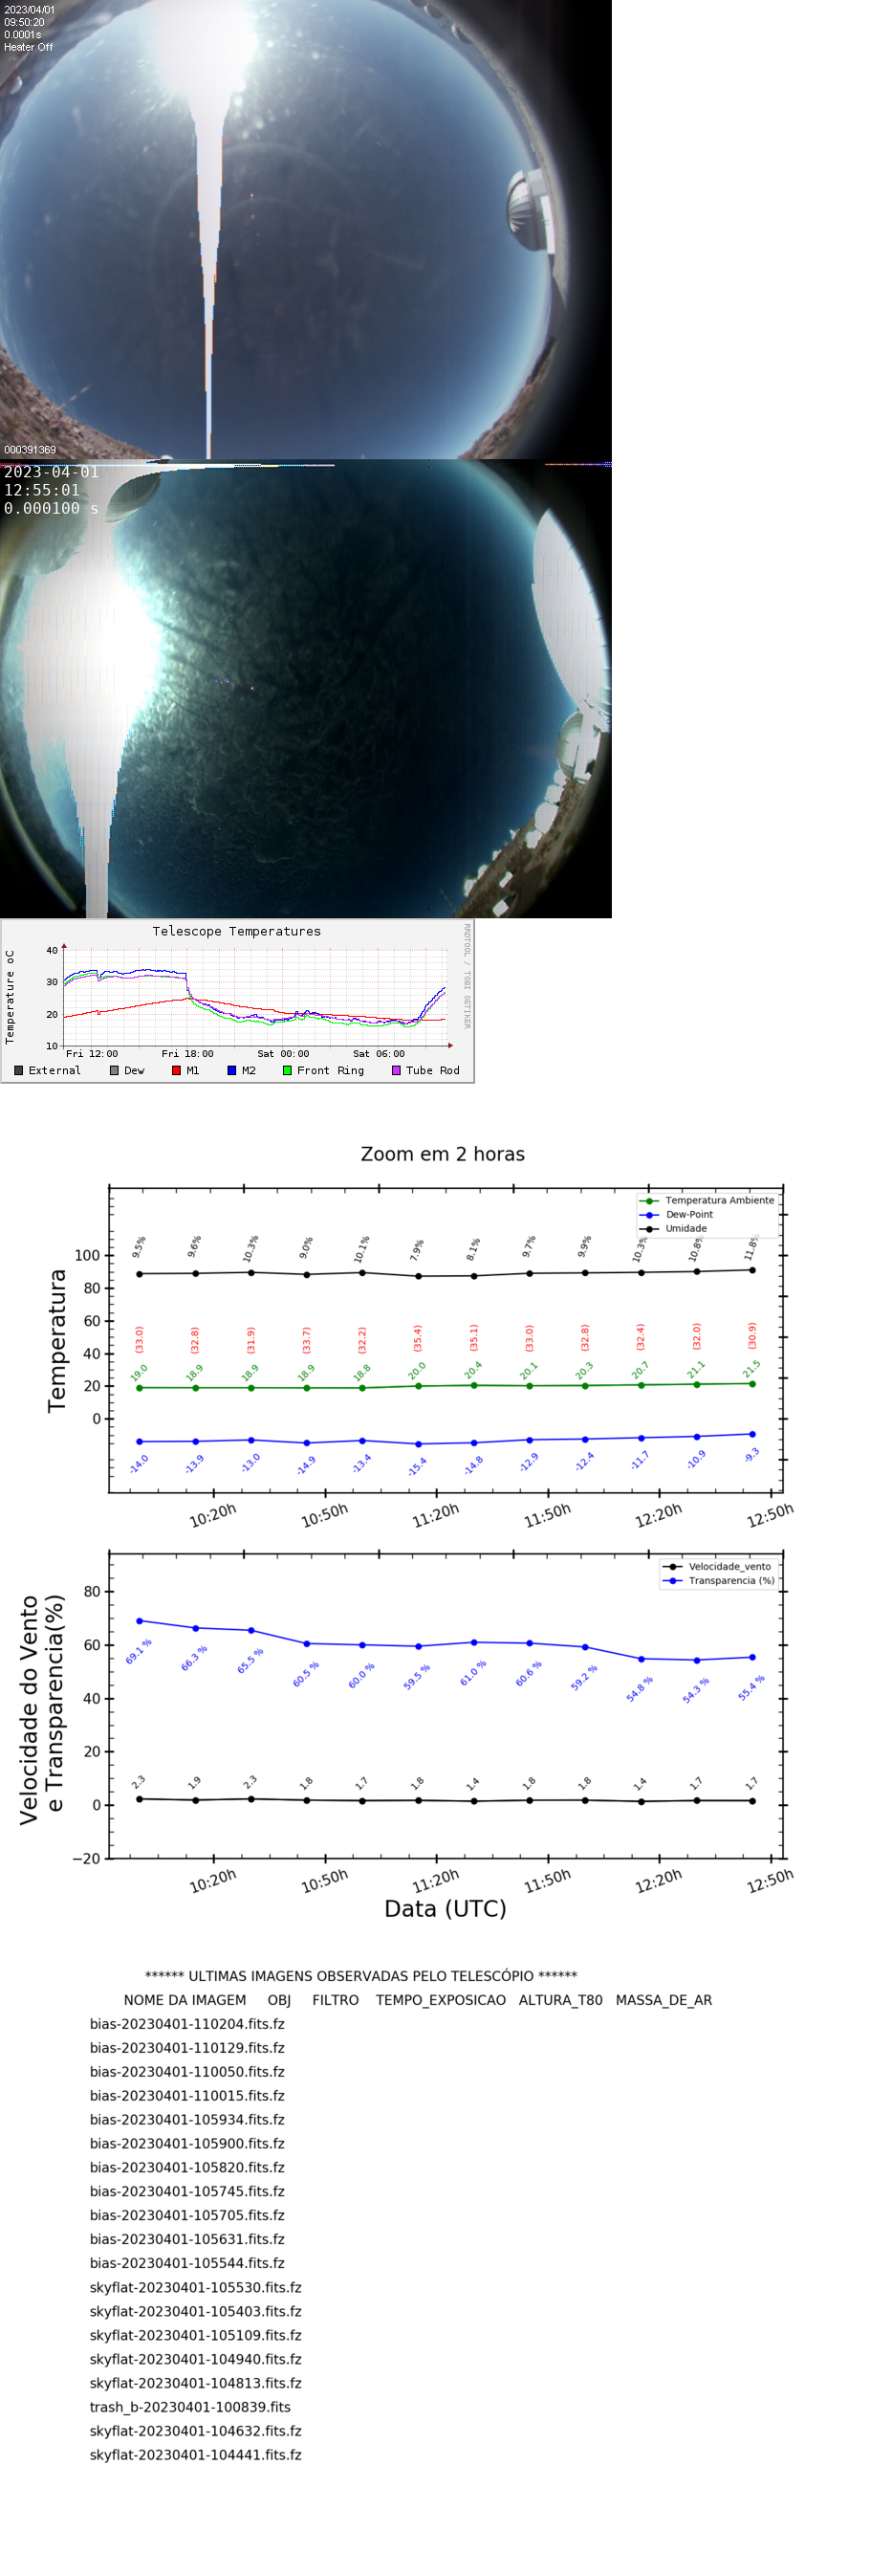 2023/04/01
09:50:20
0.0001s
Heater Off
000391369
2023-04-01
12:55:01
0.000100 s
Telescope Temperatures
Temperature oC
RRDTOOL / TOBI OETIKER
40
30
20
10
Fri 12:00 Fri 18:00 Sat 00:00 Sat 06:00
External Dew M1 M2 Front Ring Tube Rod
Zoom em 2 horas
Temperatura Ambiente
Dew-Point
Umidade
Temperatura
100
80
60
40
20
0
9.5% 9.6% 10.3% 9.0% 10.1% 7.9% 8.1% 9.7% 9.9% 10.3% 10.8% 11.8%
(33.0) (32.8) (31.9) (33.7) (32.2) (35.4) (35.1) (33.0) (32.8) (32.4) (32.0) (30.9)
19.0 18.9 18.9 18.9 18.8 20.0 20.4 20.1 20.3 20.7 21.1 21.5
-14.0 -13.9 -13.0 -14.9 -13.4 -15.4 -14.8 -12.9 -12.4 -11.7 -10.9 -9.3
10:20h 10:50h 11:20h 11:50h 12:20h 12:50h
Velocidade_vento
Transparencia (%)
Velocidade do Vento
e Transparencia(%)
80
60
40
20
0
−20
69.1 % 66.3 % 65.5 % 60.5 % 60.0 % 59.5 % 61.0 % 60.6 % 59.2 % 54.8 % 54.3 % 55.4 %
2.3 1.9 2.3 1.8 1.7 1.8 1.4 1.8 1.8 1.4 1.7 1.7
10:20h 10:50h 11:20h 11:50h 12:20h 12:50h
Data (UTC)
****** ULTIMAS IMAGENS OBSERVADAS PELO TELESCÓPIO ******
NOME DA IMAGEM OBJ FILTRO TEMPO_EXPOSICAO ALTURA_T80 MASSA_DE_AR
bias-20230401-110204.fits.fz
bias-20230401-110129.fits.fz
bias-20230401-110050.fits.fz
bias-20230401-110015.fits.fz
bias-20230401-105934.fits.fz
bias-20230401-105900.fits.fz
bias-20230401-105820.fits.fz
bias-20230401-105745.fits.fz
bias-20230401-105705.fits.fz
bias-20230401-105631.fits.fz
bias-20230401-105544.fits.fz
skyflat-20230401-105530.fits.fz
skyflat-20230401-105403.fits.fz
skyflat-20230401-105109.fits.fz
skyflat-20230401-104940.fits.fz
skyflat-20230401-104813.fits.fz
trash_b-20230401-100839.fits
skyflat-20230401-104632.fits.fz
skyflat-20230401-104441.fits.fz